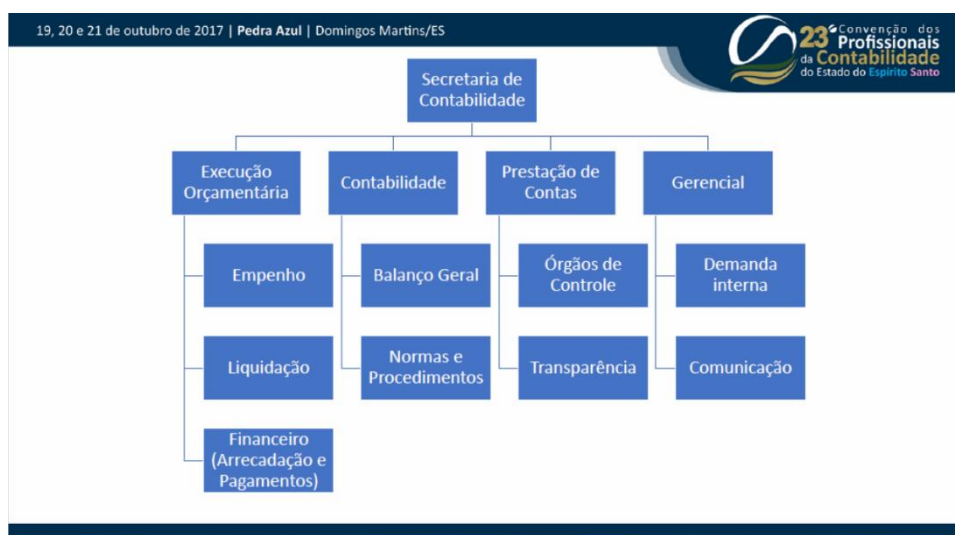 19, 20 e 21 de outubro de 2017 | Pedra Azul | Domingos Martins/ES
23ª Convenção dos
Profissionais
da Contabilidade
do Estado do Espírito Santo
Secretaria de
Contabilidade
Execução
Orçamentária
Contabilidade
Prestação de
Contas
Gerencial
Empenho
Balanço Geral
Órgãos de
Controle
Demanda
interna
Liquidação
Normas e
Procedimentos
Transparência
Comunicação
Financeiro
(Arrecadação e
Pagamentos)